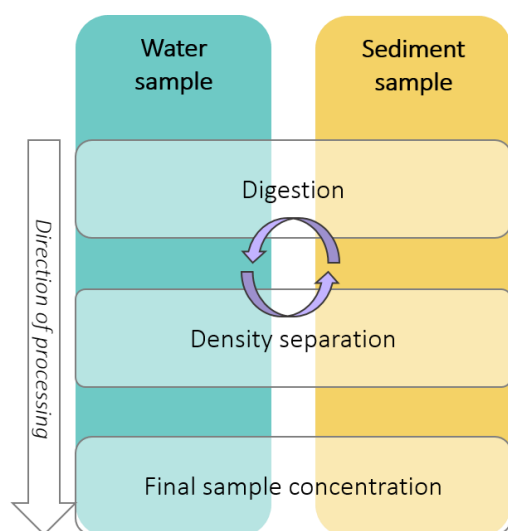 Water
sample
Sediment
sample
Direction of processing
Digestion
Density separation
Final sample concentration